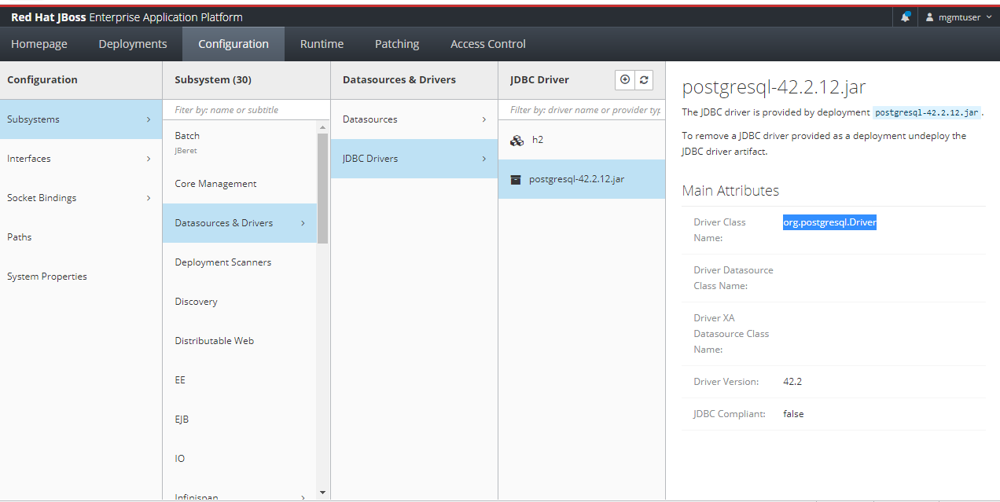 Red Hat JBoss Enterprise Application Platform
mgmtuser
Homepage
Deployments
Configuration
Runtime
Patching
Access Control
Configuration
Subsystems
Interfaces
Socket Bindings
Paths
System Properties
Subsystem (30)
Fiter by: name or subtitle
Batch
JBeret
Core Management
Datasources & Drivers
Deployment Scanners
Discovery
Distributable Web
EE
EJB
IO
Infinispan
Datasources & Drivers
Datasources
JDBC Drivers
JDBC Driver
Filter by: driver name or provider typ
h2
postgresql-42.2.12.jar
postgresql-42.2.12.jar
The JDBC driver is provided by deployment postgresql-42.2.12.jar.
To remove a JDBC driver provided as a deployment undeploy the
JDBC driver artifact.
Main Attributes
Driver Class
Name:
org.postgresql.Driver
Driver Datasource
Class Name:
Driver XA
Datasource Class
Name:
Driver Version: 42.2
JDBC Compliant: false